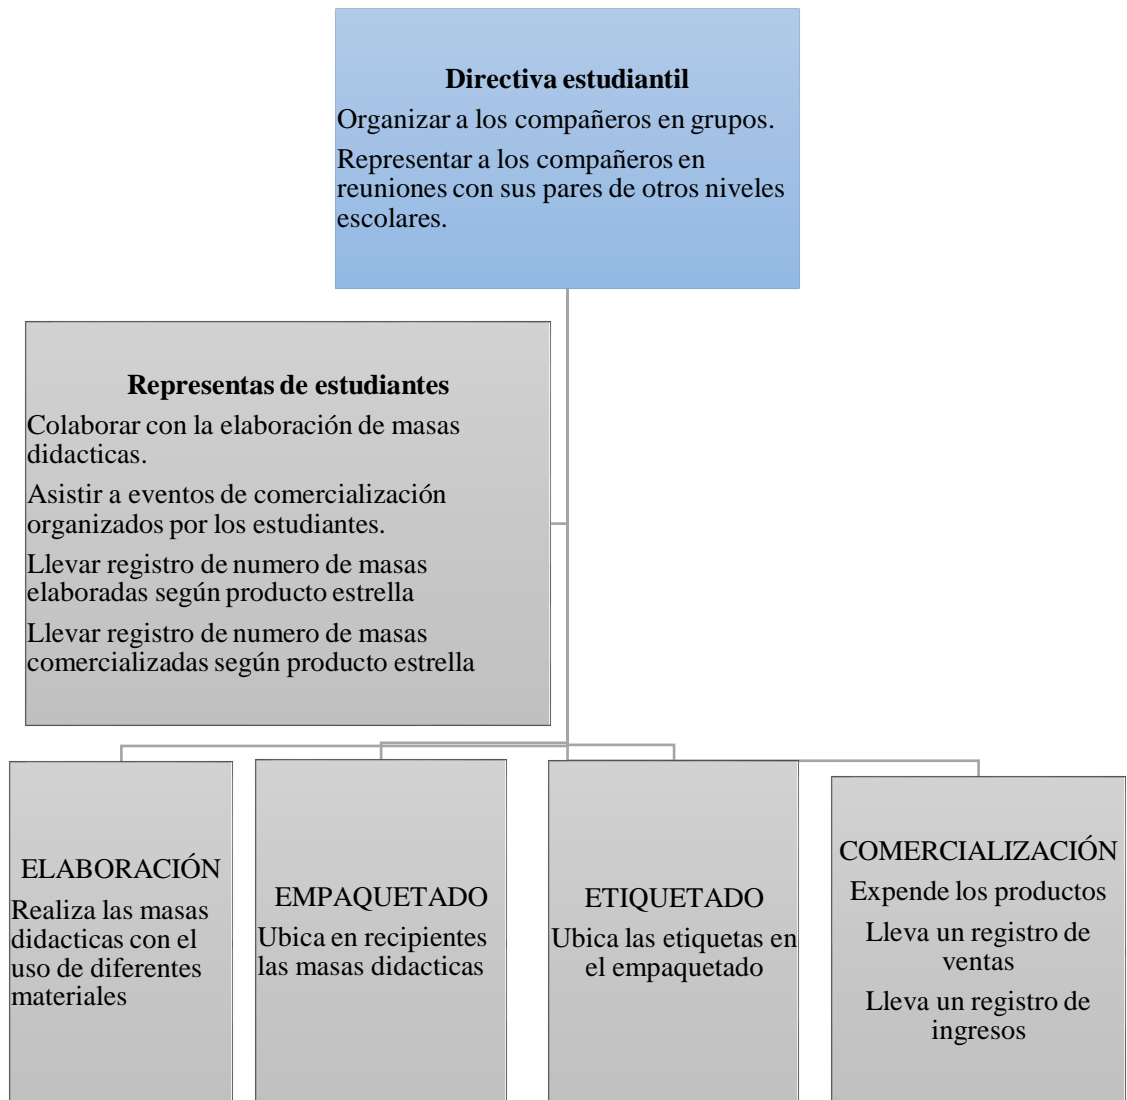 Directiva estudiantil
Organizar a los compañeros en grupos.
Representar a los compañeros en
reuniones con sus pares de otros niveles
escolares.
Representas de estudiantes
Colaborar con la elaboración de masas
didacticas.
Asistir a eventos de comercialización
organizados por los estudiantes.
Llevar registro de numero de masas
elaboradas según producto estrella
Llevar registro de numero de masas
comercializadas según producto estrella
ELABORACIÓN
Realiza las masas
didacticas con el
uso de diferentes
materiales
EMPAQUETADO
Ubica en recipientes
las masas didacticas
ETIQUETADO
Ubica las etiquetas en
el empaquetado
COMERCIALIZACIÓN
Expende los productos
Lleva un registro de
ventas
Lleva un registro de
ingresos